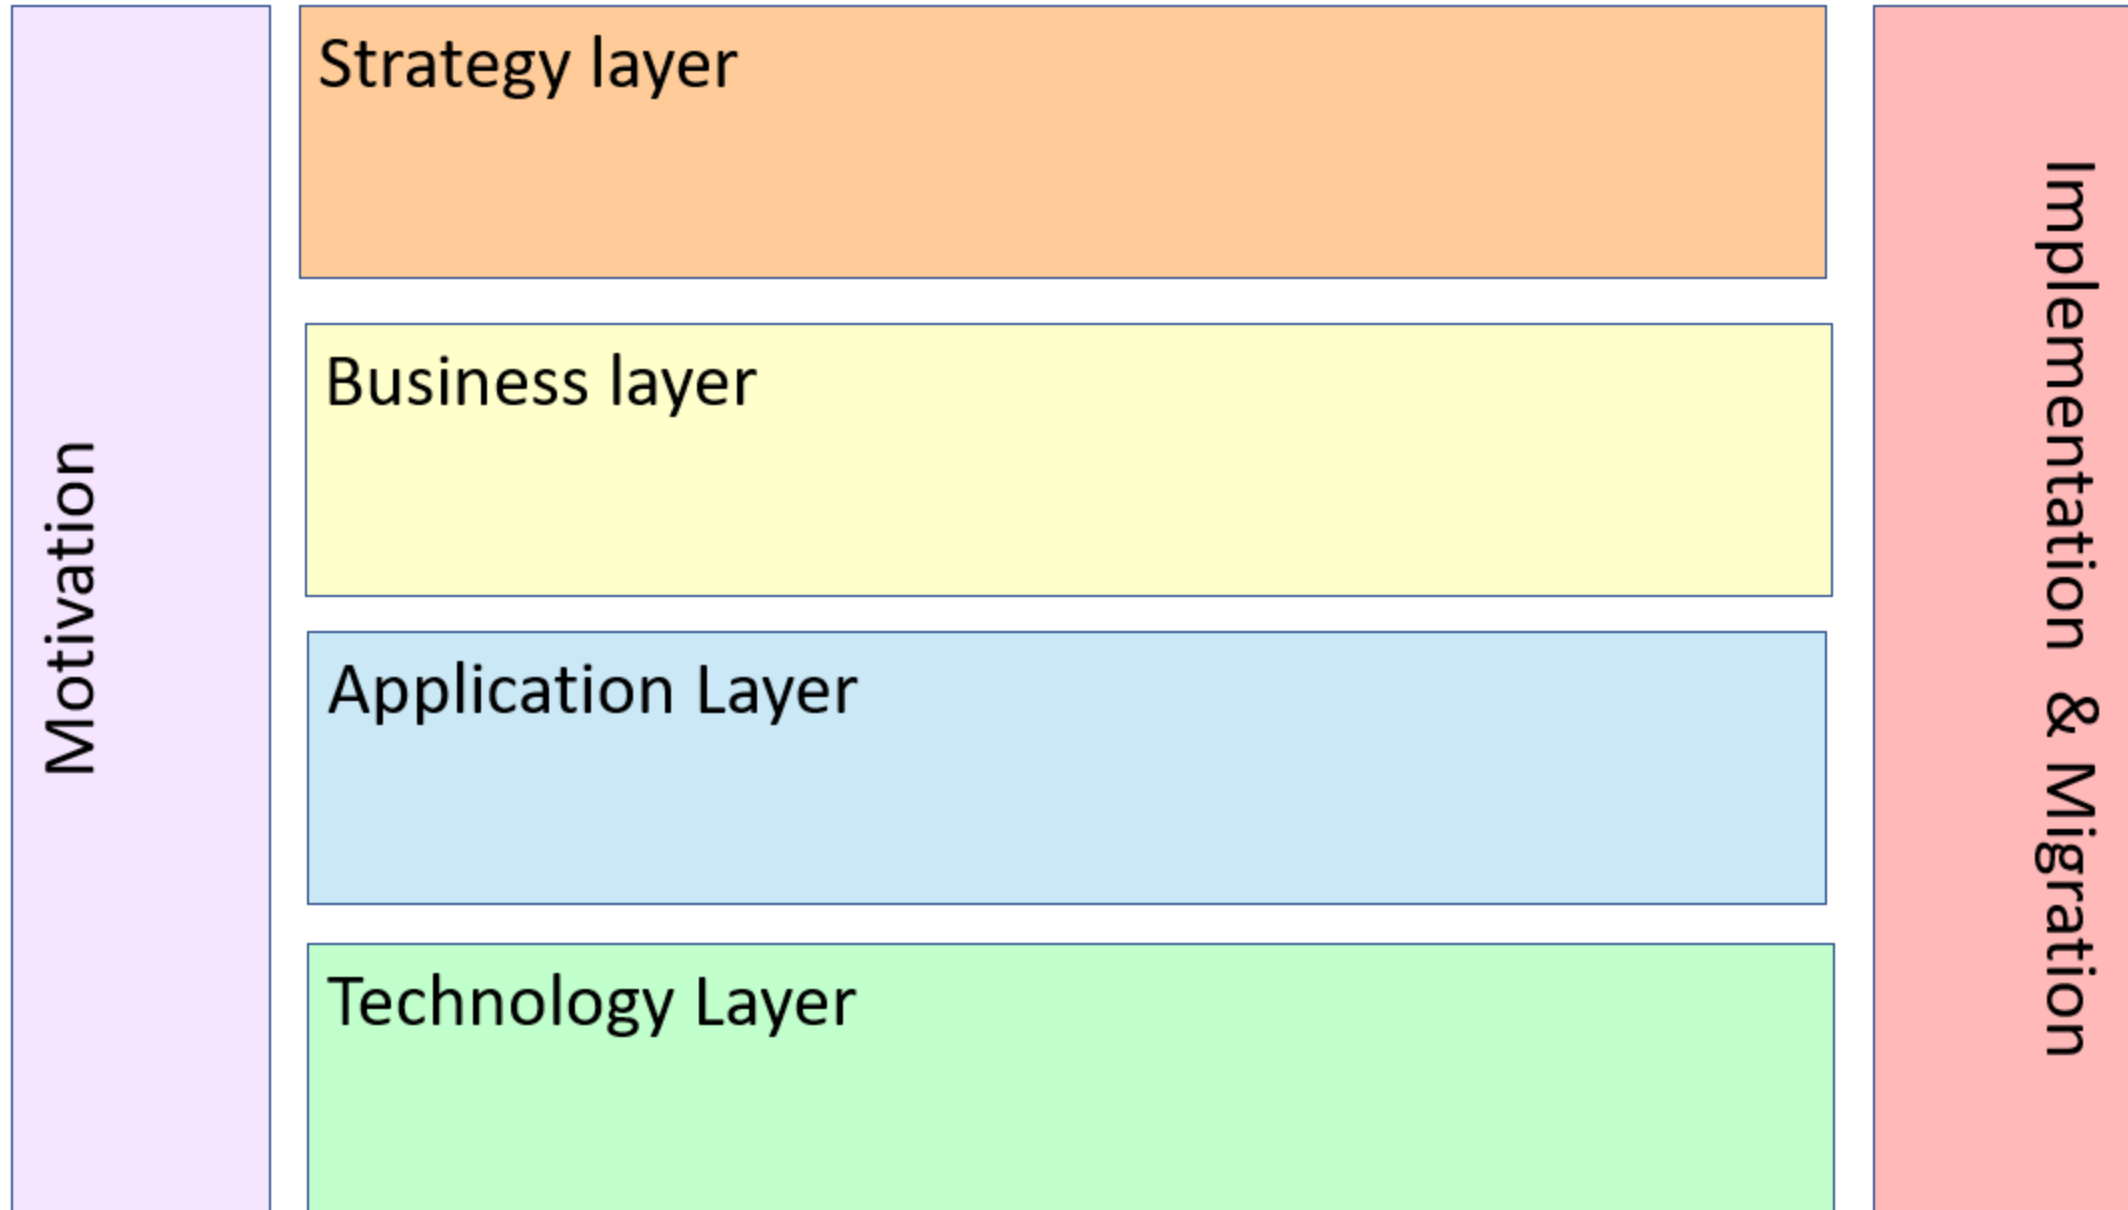 Motivation
Strategy layer
Business layer
Application Layer
Technology Layer
Implementation & Migration